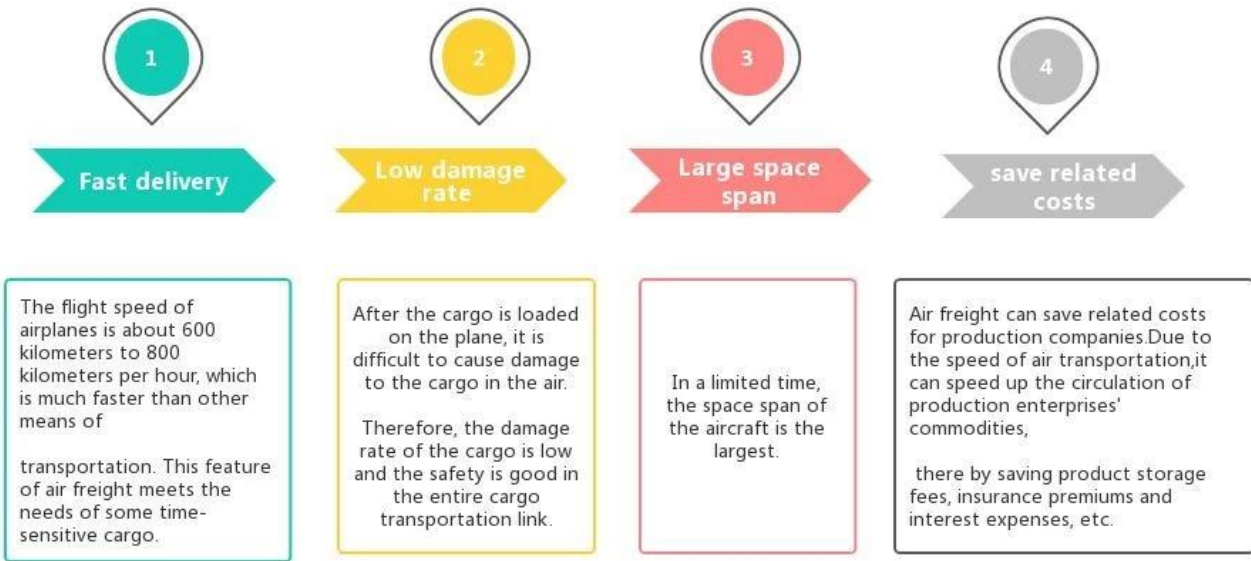 1
Fast delivery
The flight speed of
airplanes is about 600
kilometers to 800
kilometers per hour, which
is much faster than other
means of
transportation. This feature
of air freight meets the
needs of some time-
sensitive cargo.
2
Low damage
rate
After the cargo is loaded
on the plane, it is
difficult to cause damage
to the cargo in the air.
Therefore, the damage
rate of the cargo is low
and the safety is good in
the entire cargo
transportation link.
3
Large space
span
In a limited time,
the space span of
the aircraft is the
largest.
4
save related
costs
Air freight can save related costs
for production companies.Due to
the speed of air transportation,it
can speed up the circulation of
production enterprises'
commodities,
there by saving product storage
fees, insurance premiums and
interest expenses, etc.